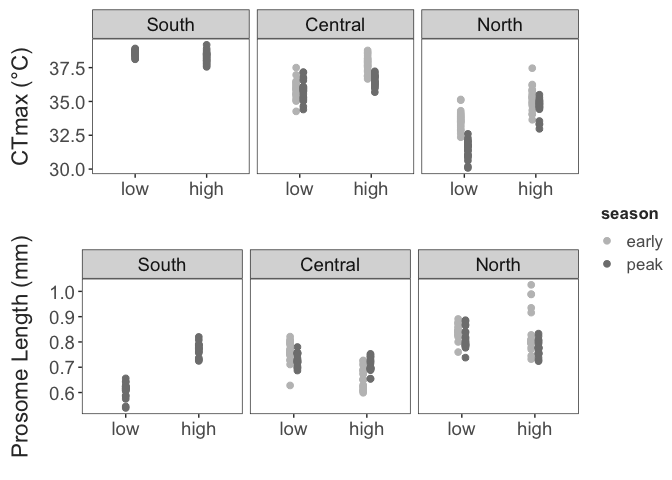 South Central North
CTmax (°C)
37.5
35.0
32.5
30.0
low high low high low high
season
early
peak
South Central North
Prosome Length (mm)
1.0
0.9
0.8
0.7
0.6
low high low high low high